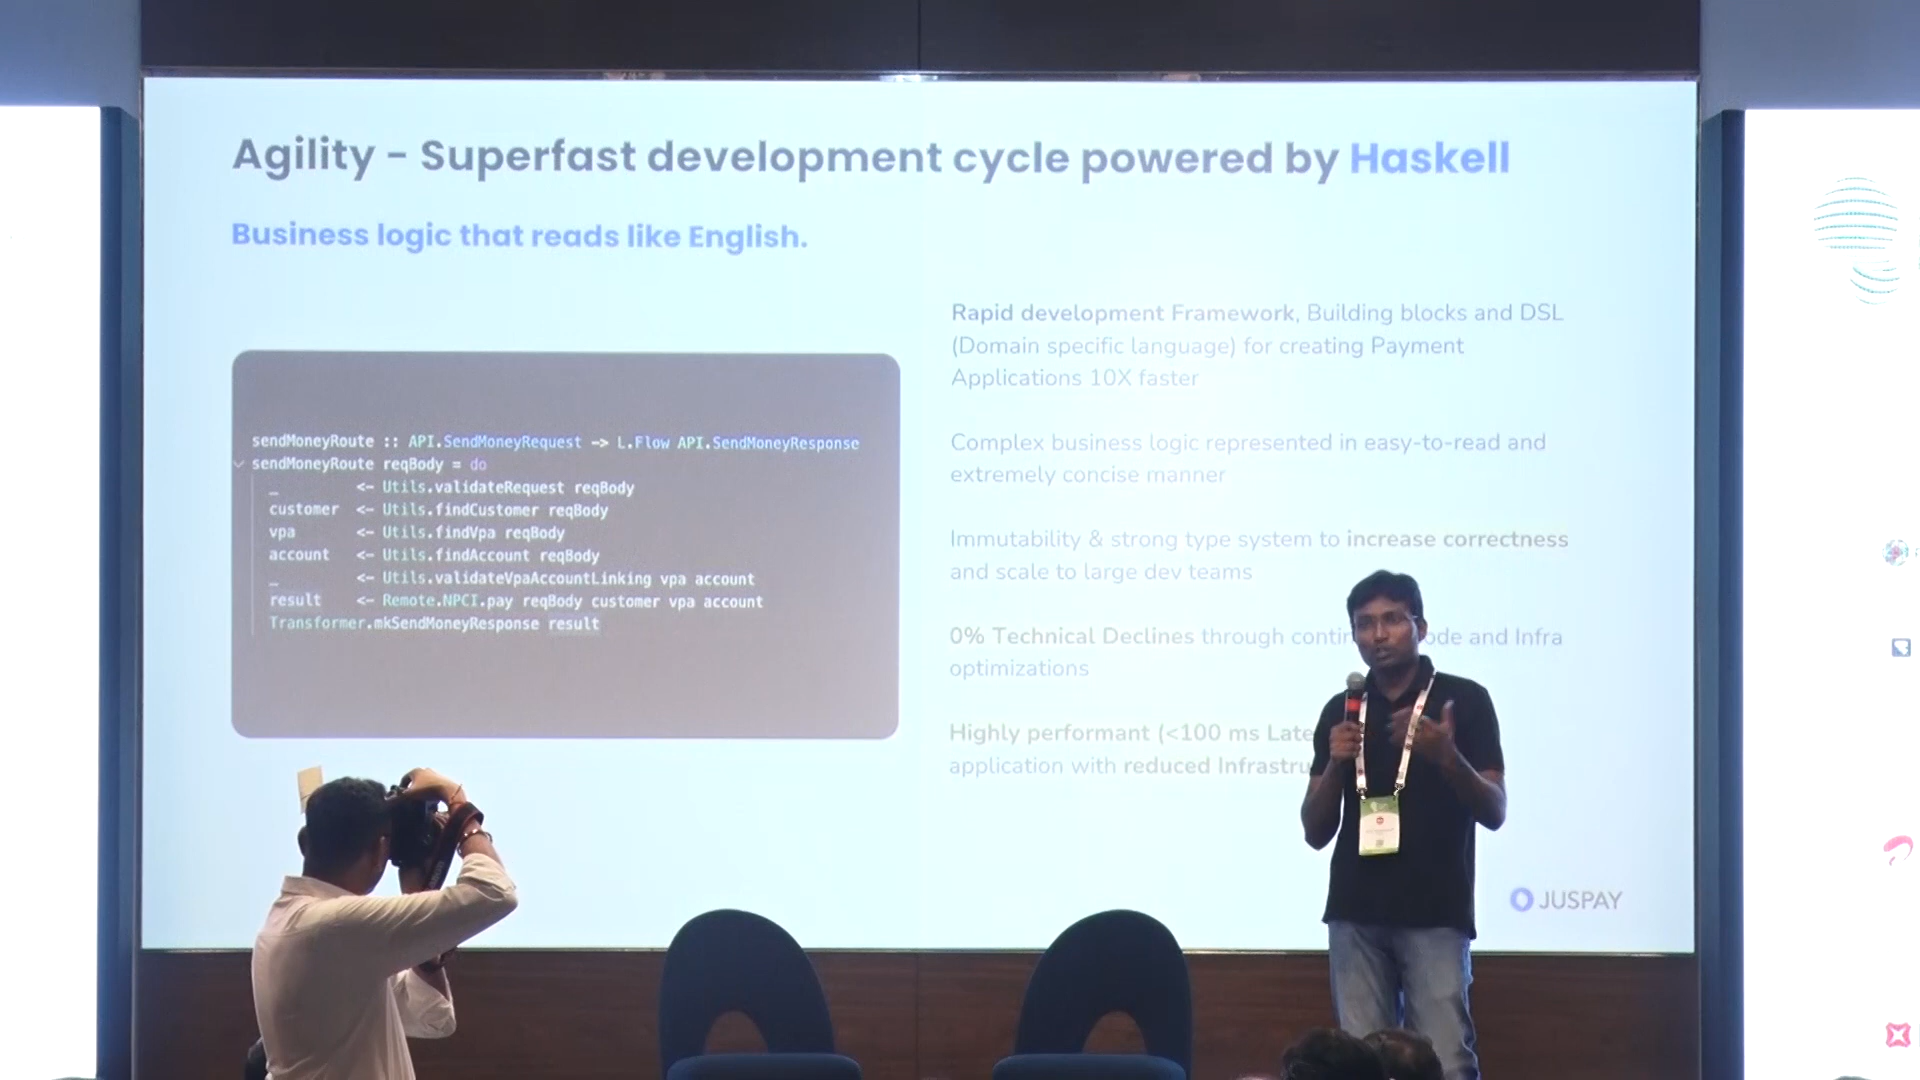 Agility - Superfast development cycle powered by Haskell
Business logic that reads like English.
sendMoneyRoute :: API.SendMoneyRequest -> L.Flow API.SendMoneyResponse
sendMoneyRoute reqBody = do
_ <- Utils.validateRequest reqBody
customer <- Utils.findCustomer reqBody
vpa <- Utils.findVpa reqBody
account <- Utils.findAccount reqBody
_ <- Utils.validateVpaAccountLinking vpa account
result <- Remote.NPCI.pay reqBody customer vpa account
Transformer.mkSendMoneyResponse result
Rapid development Framework, Building blocks and DSL
(Domain specific language) for creating Payment
Applications 10X faster
Complex business logic represented in easy-to-read and
extremely concise manner
Immutability & strong type system to increase correctness
and scale to large dev teams
0% Technical Declines through contin ode and Infra
optimizations
Highly performant (<100 ms Late
application with reduced Infrastru
JUSPAY